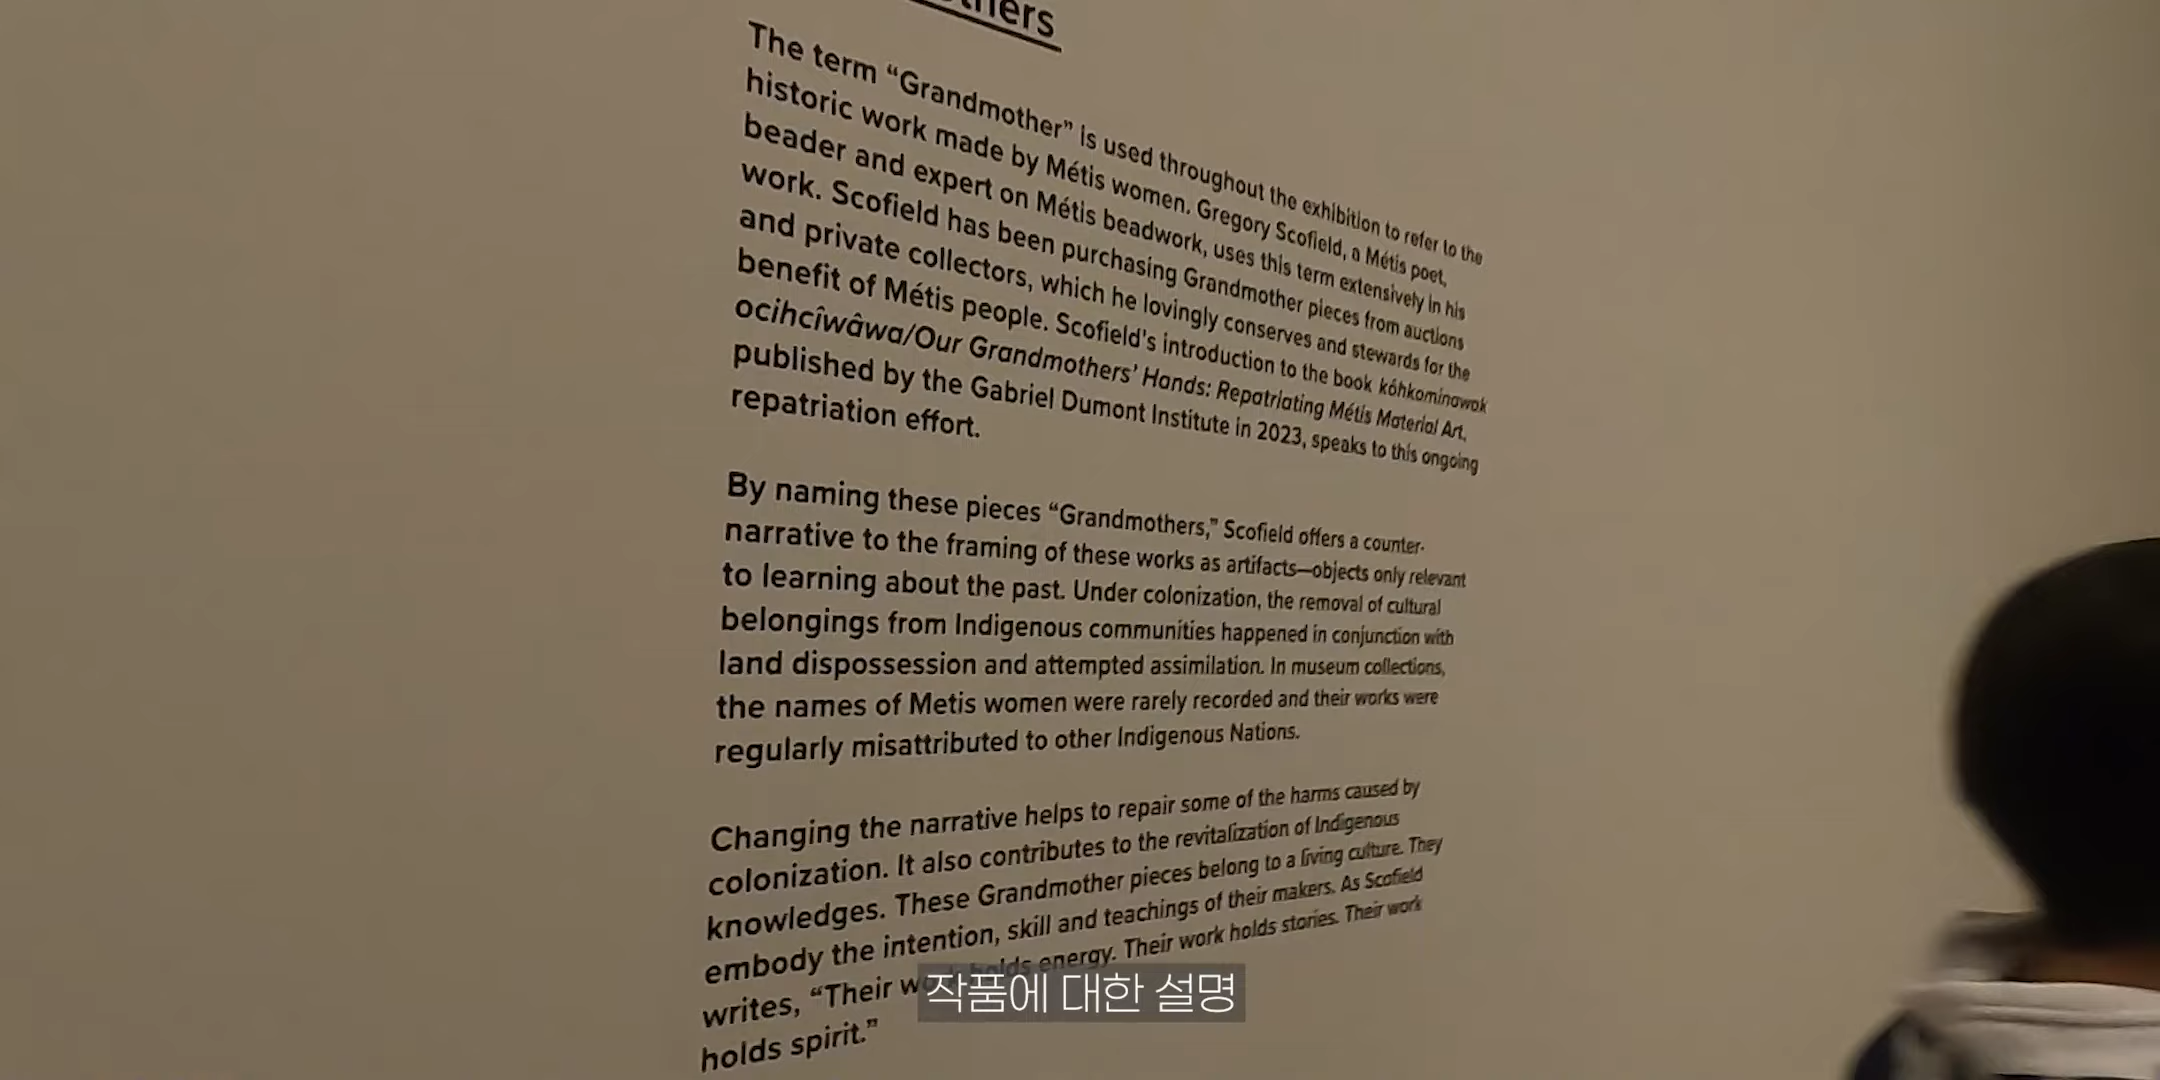 The term “Grandmother” is used throughout the exhibition to refer to the
historic work made by Métis women. Gregory Scofield, a Métis poet,
beader and expert on Métis beadwork, uses this term extensively in his
work. Scofield has been purchasing Grandmother pieces from auctions
and private collectors, which he lovingly conserves and stewards for the
benefit of Métis people. Scofield's introduction to the book kôhkominawak
ocihcîwâwa/Our Grandmothers’ Hands: Repatriating Métis Material Art,
published by the Gabriel Dumont Institute in 2023, speaks to this ongoing
repatriation effort.
By naming these pieces “Grandmothers,” Scofield offers a counter-
narrative to the framing of these works as artifacts—objects only relevant
to learning about the past. Under colonization, the removal of cultural
belongings from Indigenous communities happened in conjunction with
land dispossession and attempted assimilation. In museum collections,
the names of Metis women were rarely recorded and their works were
regularly misattributed to other Indigenous Nations.
Changing the narrative helps to repair some of the harms caused by
colonization. It also contributes to the revitalization of Indigenous
knowledges. These Grandmother pieces belong to a living culture. They
embody the intention, skill and teachings of their makers. As Scofield
writes, “Their work holds energy. Their work holds stories. Their work
holds spirit.”
작품에 대한 설명